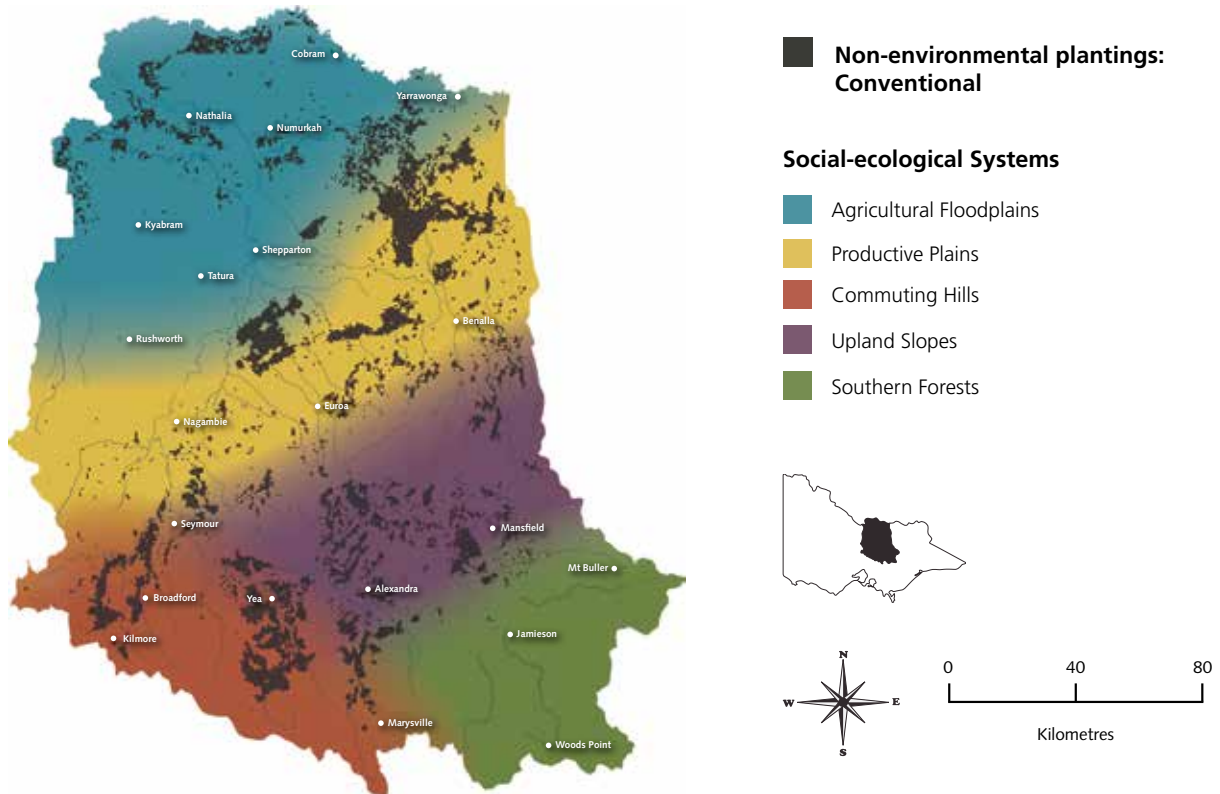 Cobram
Yarrawonga
Nathalia
Numurkah
Kyabram
Shepparton
Tatura
Rushworth
Benalla
Euroa
Nagambie
Seymour
Mansfield
Mt Buller
Alexandra
Broadford
Yea
Kilmore
Jamieson
Marysville
Woods Point
Non-environmental plantings:
Conventional
Social-ecological Systems
Agricultural Floodplains
Productive Plains
Commuting Hills
Upland Slopes
Southern Forests
N
W
E
S
0 40 80
Kilometres